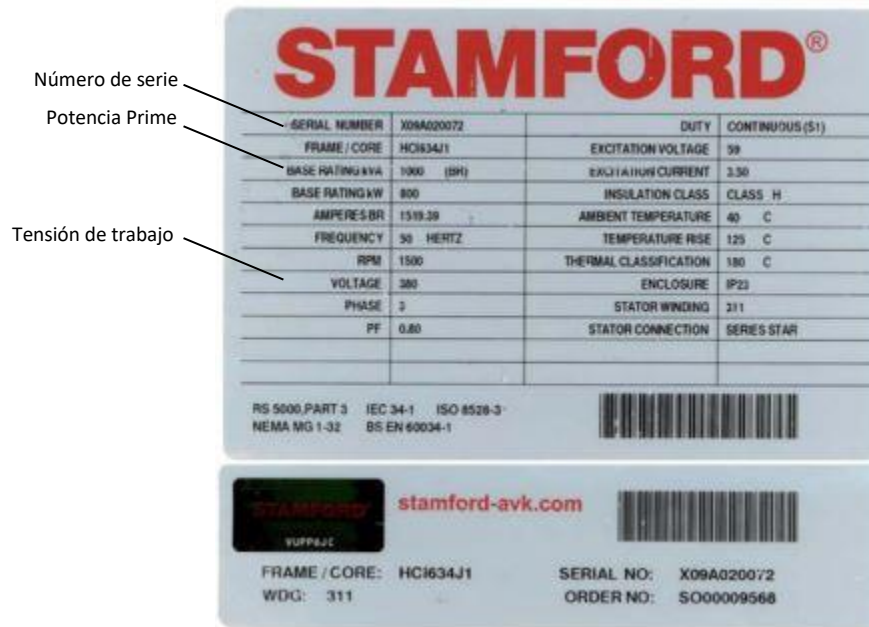 STAMFORD®
Número de serie
Potencia Prime
Tensión de trabajo
SERIAL NUMBER X09A020072 DUTY CONTINUOUS (S1)
FRAME / CORE HCI634J1 EXCITATION VOLTAGE 59
BASE RATING kVA 1000 (BR) EXCITATION CURRENT 3.50
BASE RATING kW 800 INSULATION CLASS CLASS H
AMPERES BR 1519.39 AMBIENT TEMPERATURE 40 C
FREQUENCY 50 HERTZ TEMPERATURE RISE 125 C
RPM 1500 THERMAL CLASSIFICATION 180 C
VOLTAGE 380 ENCLOSURE IP23
PHASE 3 STATOR WINDING 311
PF 0.80 STATOR CONNECTION SERIES STAR
RS 5000,PART 3 IEC 34-1 ISO 8528-3
NEMA MG 1-32 BS EN 60034-1
STAMFORD
VUPP6JC
stamford-avk.com
FRAME / CORE: HCI634J1 SERIAL NO: X09A020072
WDG: 311 ORDER NO: SO00009568